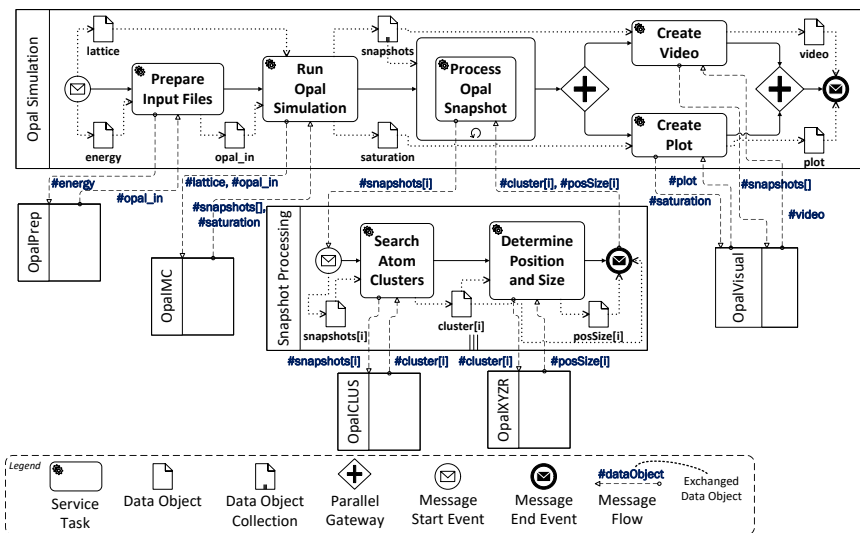 Opal Simulation
lattice
energy
Prepare
Input Files
opal_in
Run
Opal
Simulation
snapshots
saturation
Process
Opal
Snapshot
Create
Video
Create
Plot
video
plot
#energy
#opal_in
#lattice, #opal_in
#snapshots[],
#saturation
#snapshots[i]
#cluster[i], #posSize[i]
#plot
#saturation
#snapshots[]
#video
OpalPrep
OpalMC
OpalVisual
Snapshot Processing
Search
Atom
Clusters
Determine
Position
and Size
snapshots[i]
cluster[i]
posSize[i]
#snapshots[i]
#cluster[i]
#cluster[i]
#posSize[i]
OpalCLUS
OpalXYZR
Legend
Service
Task
Data Object
Data Object
Collection
Parallel
Gateway
Message
Start Event
Message
End Event
#dataObject
Message
Flow
Exchanged
Data Object